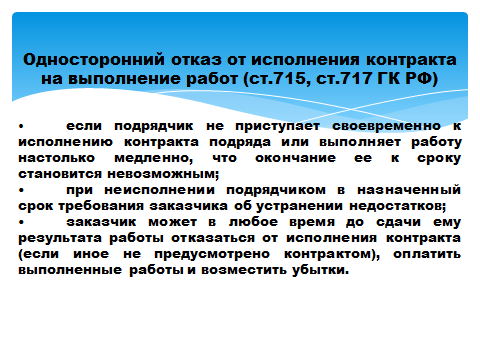 Односторонний отказ от исполнения контракта
на выполнение работ (ст.715, ст.717 ГК РФ)
• если подрядчик не приступает своевременно к
исполнению контракта подряда или выполняет работу
настолько медленно, что окончание ее к сроку
становится невозможным;
• при неисполнении подрядчиком в назначенный
срок требования заказчика об устранении недостатков;
• заказчик может в любое время до сдачи ему
результата работы отказаться от исполнения контракта
(если иное не предусмотрено контрактом), оплатить
выполненные работы и возместить убытки.